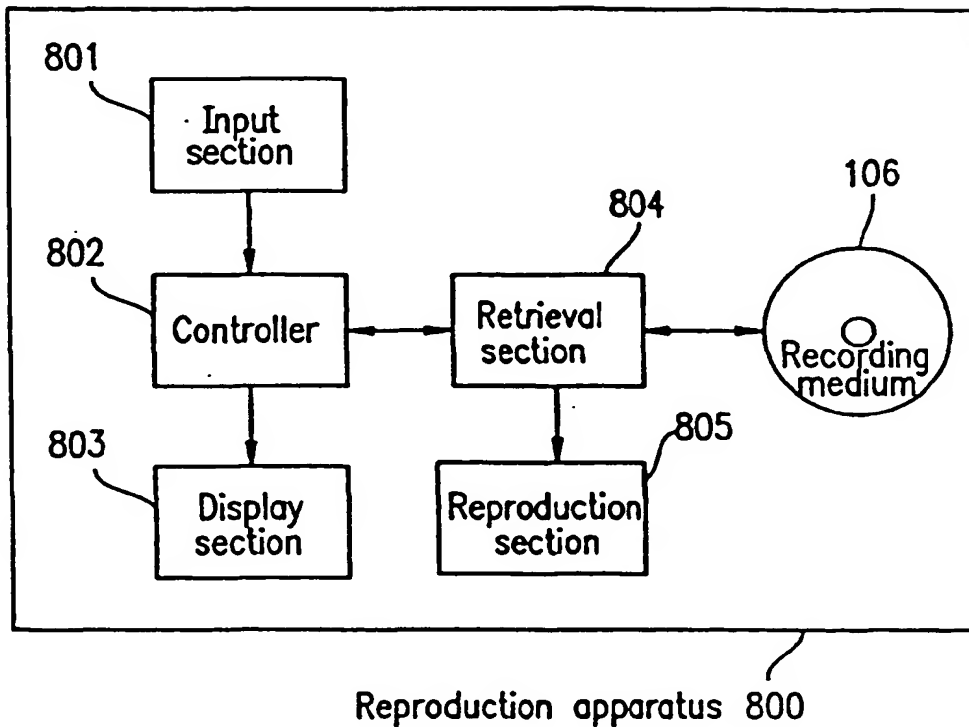 801
Input
section
106
804
802
Controller
Retrieval
section
Recording
medium
803
805
Display
section
Reproduction
section
Reproduction apparatus 800